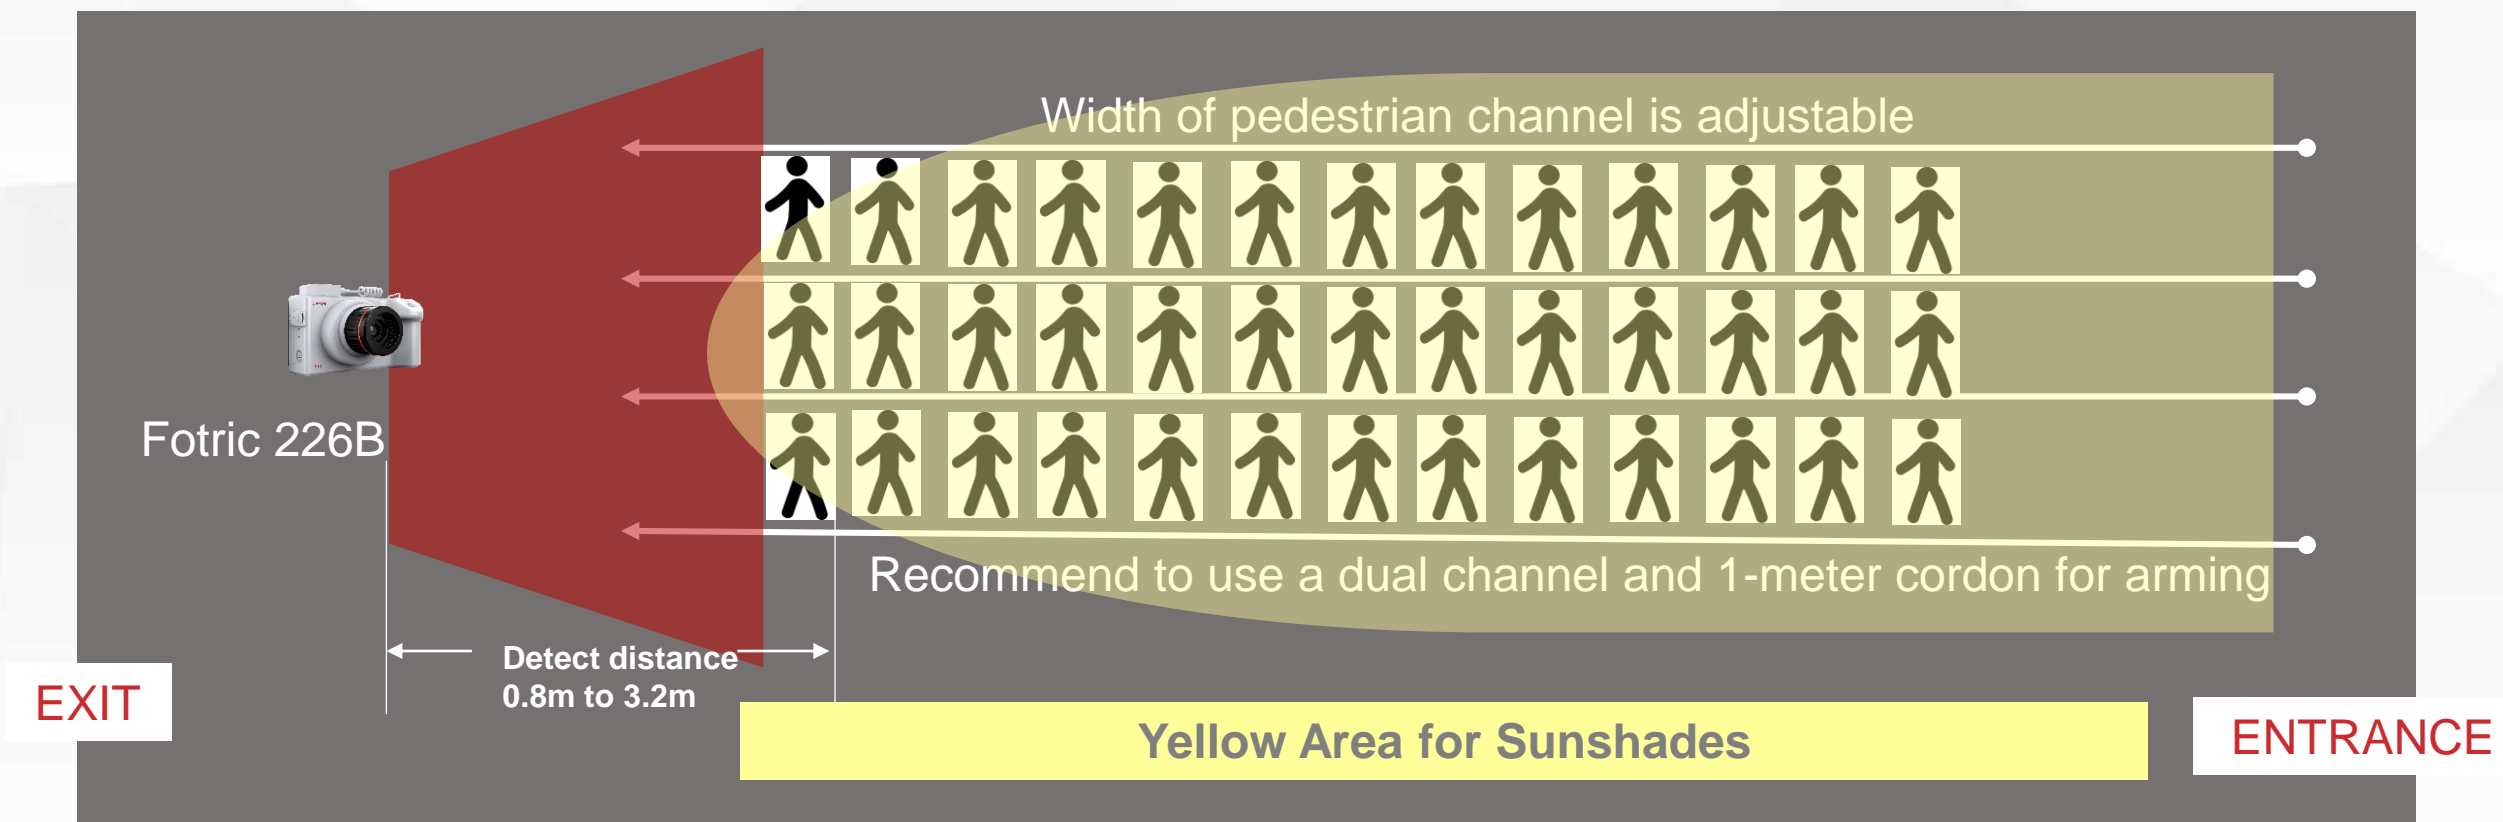 Width of pedestrian channel is adjustable
Fotric 226B
Recommend to use a dual channel and 1-meter cordon for arming
Detect distance
0.8m to 3.2m
EXIT
Yellow Area for Sunshades
ENTRANCE